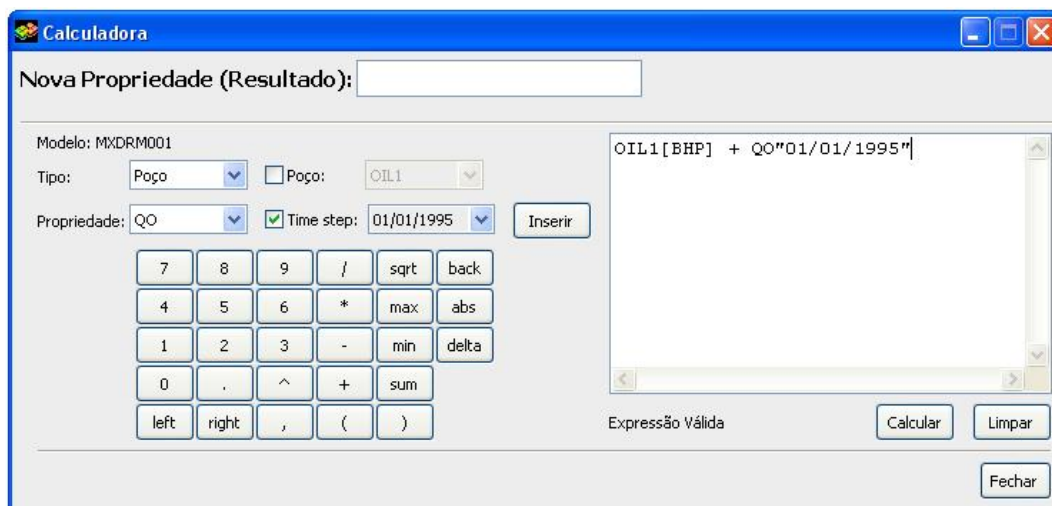 Calculadora
Nova Propriedade (Resultado):
Modelo: MXDRM001
Tipo: Poço Poço: OIL1
Propriedade: QO Time step: 01/01/1995 Inserir
7 8 9 / sqrt back
4 5 6 * max abs
1 2 3 - min delta
0 . ^ + sum
left right , ( )
OIL1[BHP] + QO"01/01/1995"
Expressão Válida Calcular Limpar
Fechar